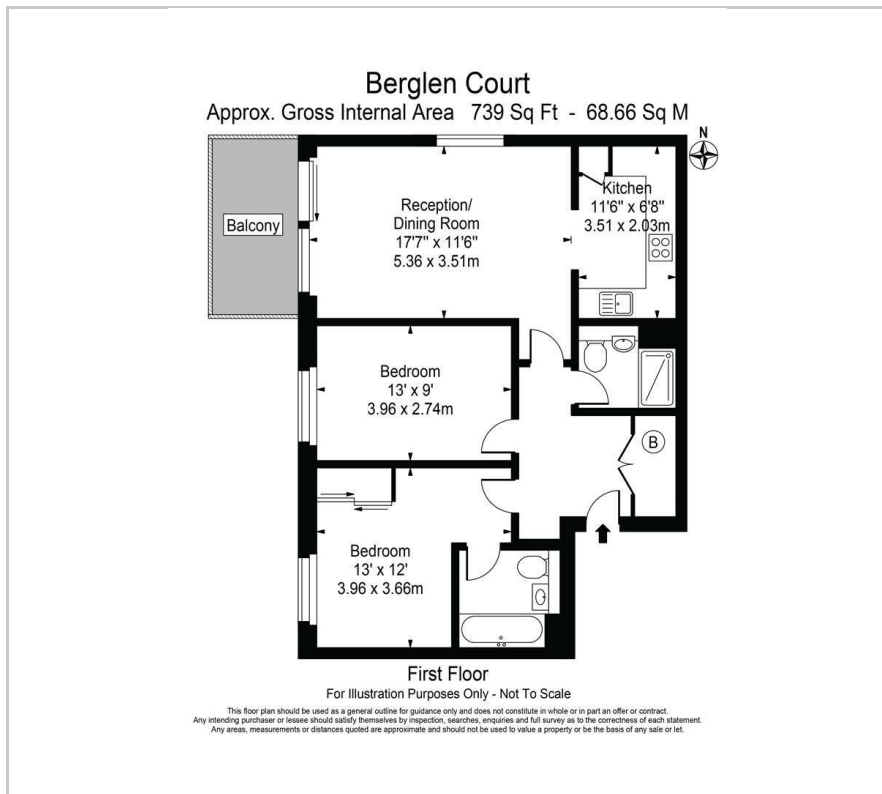 Berglen Court
Approx. Gross Internal Area   739 Sq Ft  -  68.66 Sq M
N
Balcony
Reception/
Dining Room
17'7" x 11'6"
5.36 x 3.51m
Kitchen
11'6" x 6'8"
3.51 x 2.03m
Bedroom
13' x 9'
3.96 x 2.74m
B
Bedroom
13' x 12'
3.96 x 3.66m
First Floor
For Illustration Purposes Only - Not To Scale
This floor plan should be used as a general outline for guidance only and does not constitute in whole or in part an offer or contract.
Any intending purchaser or lessee should satisfy themselves by inspection, searches, enquiries and full survey as to the correctness of each statement.
Any areas, measurements or distances quoted are approximate and should not be used to value a property or be the basis of any sale or let.